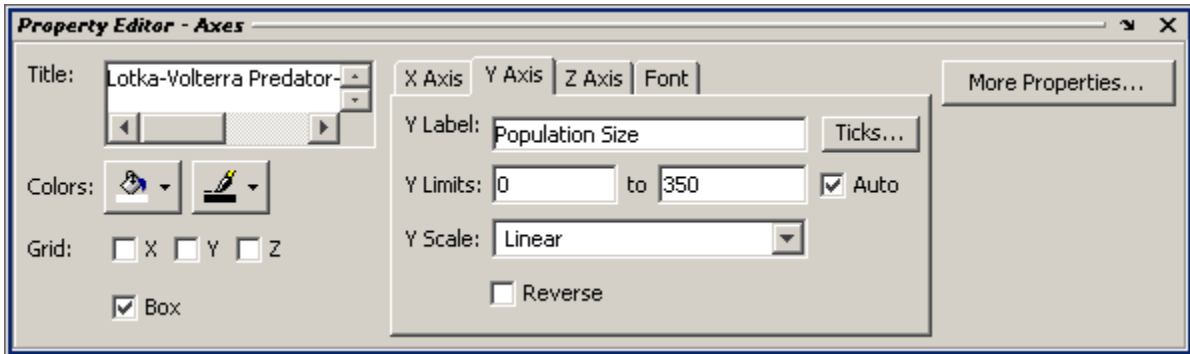 Property Editor - Axes
Title: Lotka-Volterra Predator-
Colors:
Grid: X Y Z
Box
X Axis Y Axis Z Axis Font
Y Label: Population Size Ticks...
Y Limits: 0 to 350 Auto
Y Scale: Linear
Reverse
More Properties...